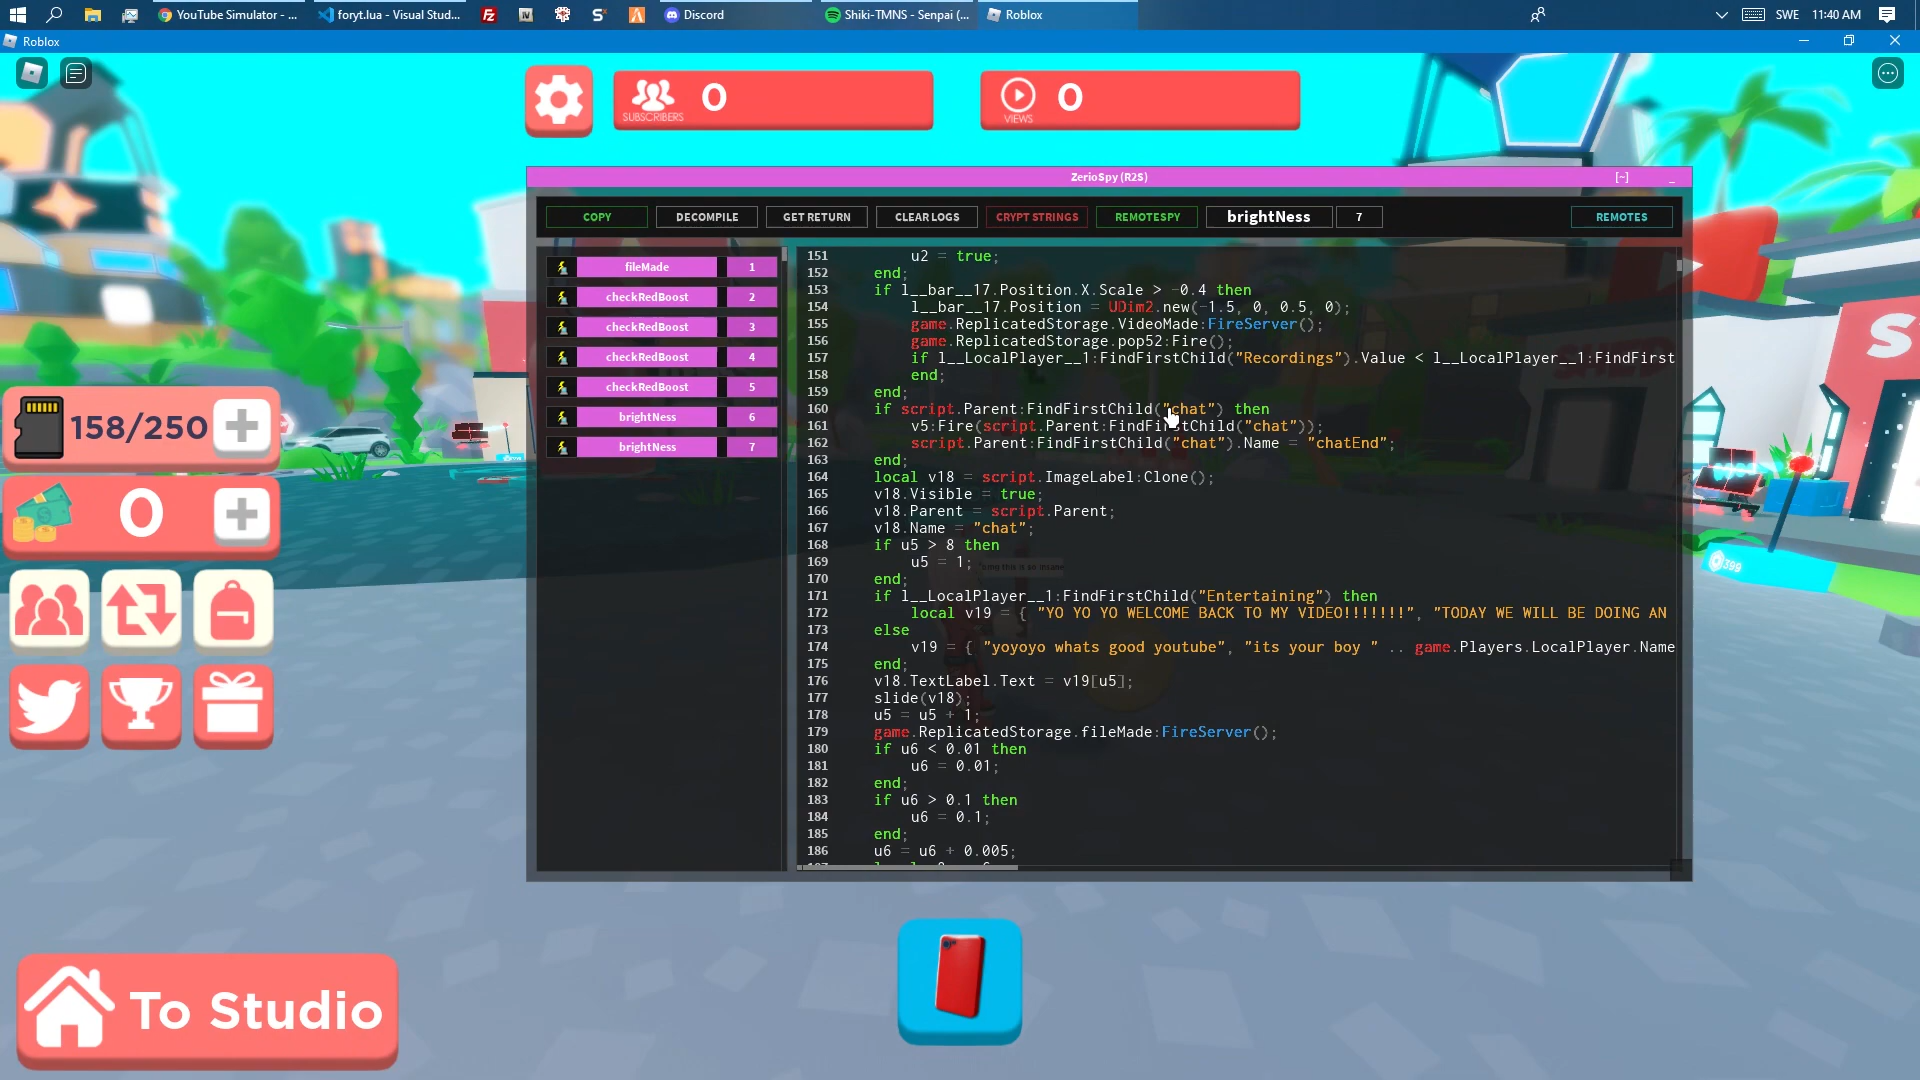 YouTube Simulator - ...
foryt.lua - Visual Stud...
Discord
Shiki-TMNS - Senpai (...
Roblox
SWE
11:40 AM
Roblox
SUBSCRIBERS
0
VIEWS
0
ZerioSpy (R2S)
[-]
_
COPY
DECOMPILE
GET RETURN
CLEAR LOGS
CRYPT STRINGS
REMOTESPY
brightNess
7
REMOTES
fileMade 1
checkRedBoost 2
checkRedBoost 3
checkRedBoost 4
checkRedBoost 5
brightNess 6
brightNess 7
151 u2 = true;
152 end;
153 if l__bar__17.Position.X.Scale > -0.4 then
154 l__bar__17.Position = UDim2.new(-1.5, 0, 0.5, 0);
155 game.ReplicatedStorage.VideoMade:FireServer();
156 game.ReplicatedStorage.pop52:Fire();
157 if l__LocalPlayer__1:FindFirstChild("Recordings").Value < l__LocalPlayer__1:FindFirst
158 end;
159 end;
160 if script.Parent:FindFirstChild("chat") then
161 v5:Fire(script.Parent:FindFirstChild("chat"));
162 script.Parent:FindFirstChild("chat").Name = "chatEnd";
163 end;
164 local v18 = script.ImageLabel:Clone();
165 v18.Visible = true;
166 v18.Parent = script.Parent;
167 v18.Name = "chat";
168 if u5 > 8 then
169 u5 = 1;
170 end;
171 if l__LocalPlayer__1:FindFirstChild("Entertaining") then
172 local v19 = { "YO YO YO WELCOME BACK TO MY VIDEO!!!!!!!", "TODAY WE WILL BE DOING AN
173 else
174 v19 = { "yoyoyo whats good youtube", "its your boy " .. game.Players.LocalPlayer.Name
175 end;
176 v18.TextLabel.Text = v19[u5];
177 slide(v18);
178 u5 = u5 + 1;
179 game.ReplicatedStorage.fileMade:FireServer();
180 if u6 < 0.01 then
181 u6 = 0.01;
182 end;
183 if u6 > 0.1 then
184 u6 = 0.1;
185 end;
186 u6 = u6 + 0.005;
158/250
0
To Studio
399